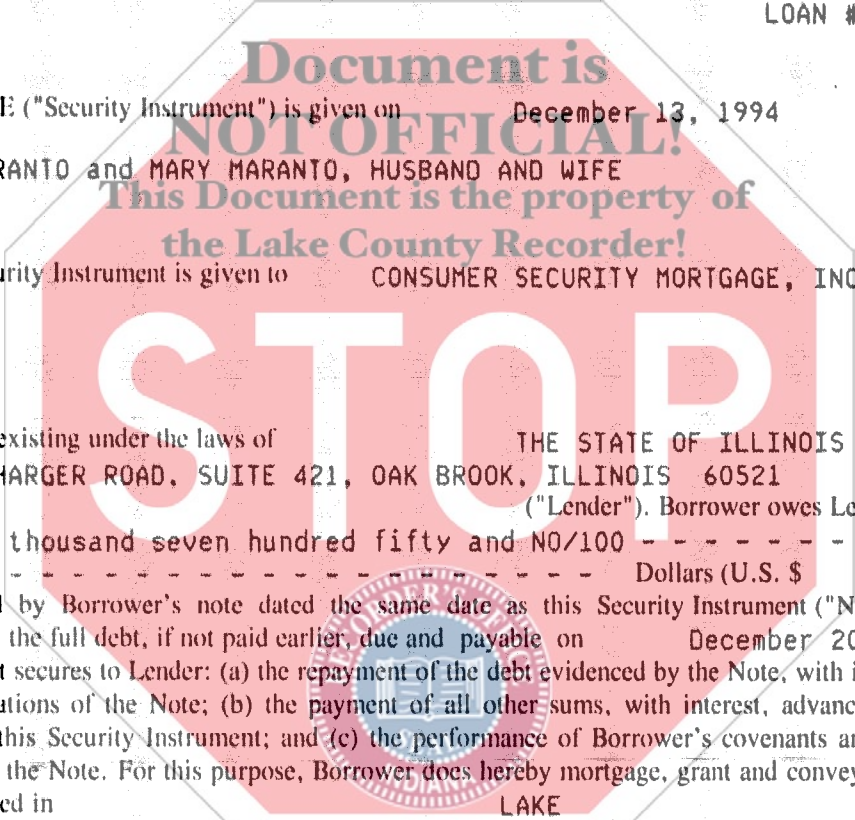 LOAN #
Document is
E ("Security Instrument") is given on December 13, 1994
NOT OFFICIAL!
RANTO and MARY MARANTO, HUSBAND AND WIFE
This Document is the property of
the Lake County Recorder!
urity Instrument is given to CONSUMER SECURITY MORTGAGE, INC
STOP
existing under the laws of THE STATE OF ILLINOIS
HARGER ROAD, SUITE 421, OAK BROOK, ILLINOIS 60521
("Lender"). Borrower owes Le
thousand seven hundred fifty and NO/100 - - - - - - -
- - - - - - - - - - - - - - - - - - - Dollars (U.S. $
d by Borrower's note dated the same date as this Security Instrument ("N
the full debt, if not paid earlier, due and payable on December 20
t secures to Lender: (a) the repayment of the debt evidenced by the Note, with i
ations of the Note; (b) the payment of all other sums, with interest, advanc
this Security Instrument; and (c) the performance of Borrower's covenants a
the Note. For this purpose, Borrower does hereby mortgage, grant and convey
ed in LAKE
INDIANA